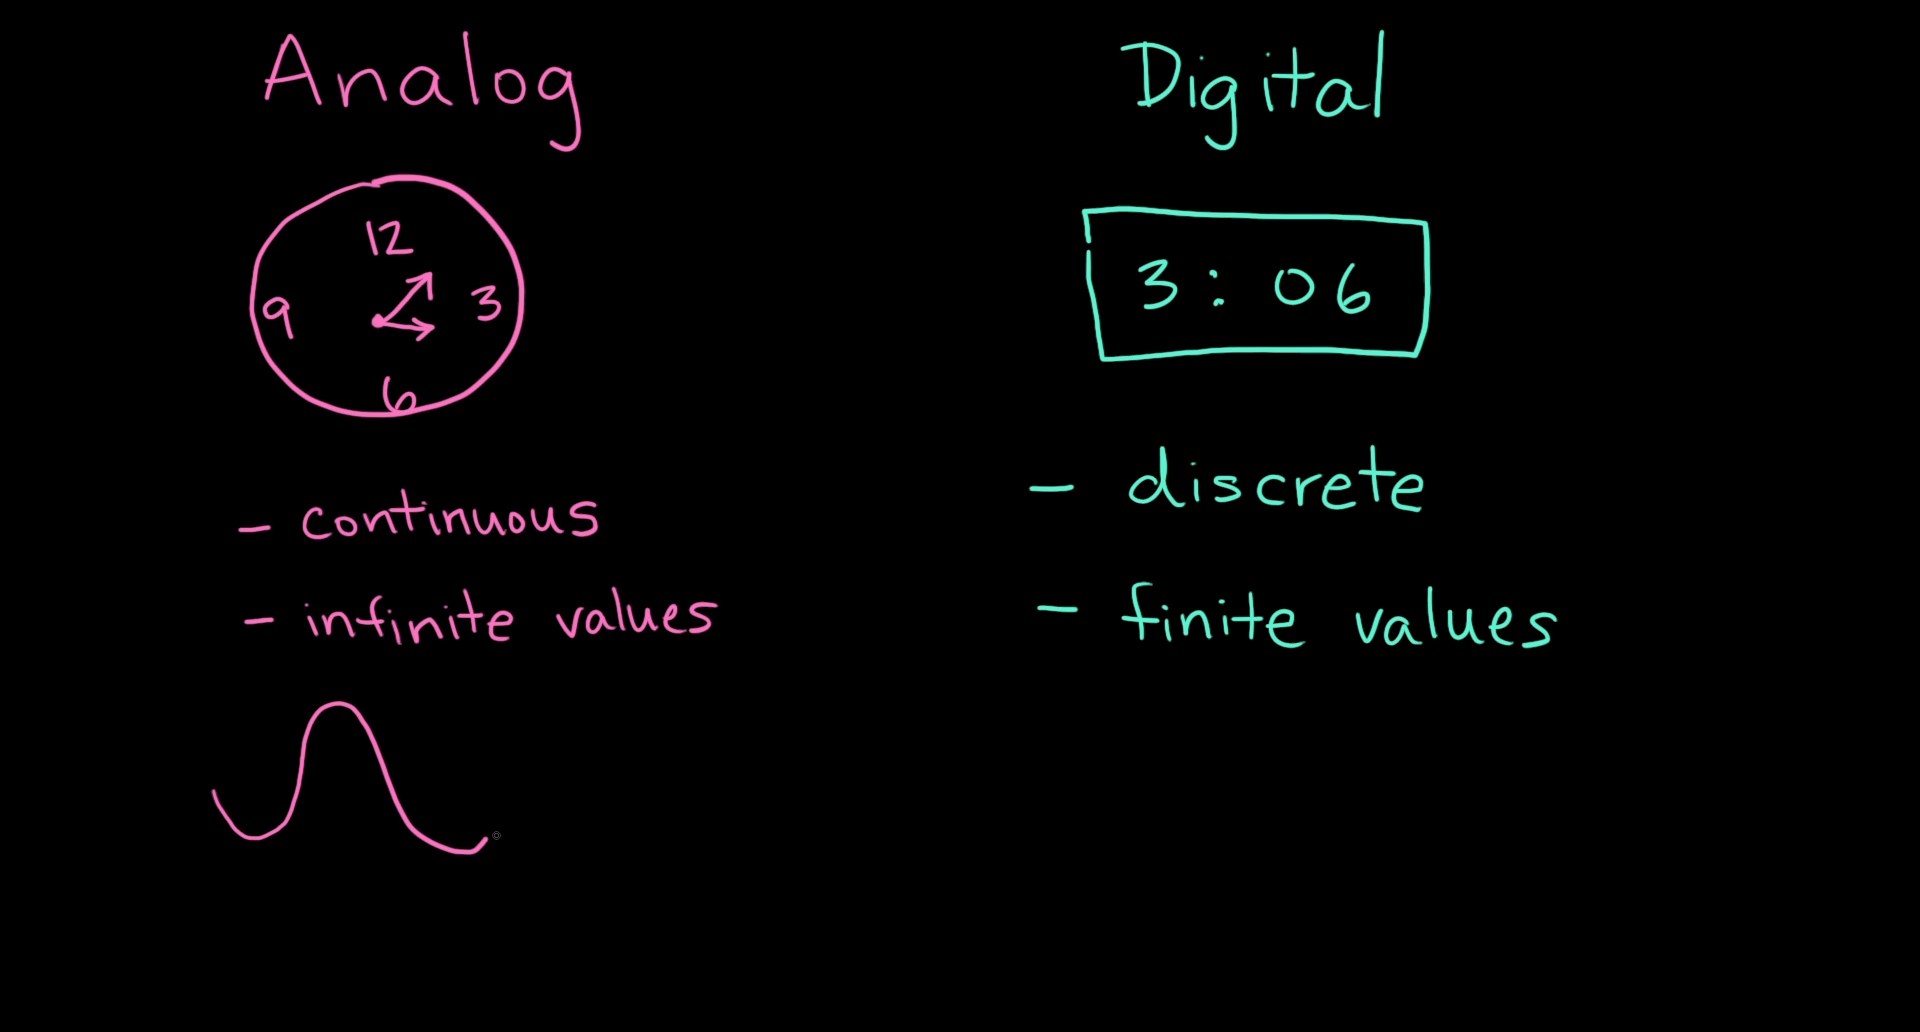 Analog
12
9
3
6
- continuous
- infinite values
Digital
3:06
- discrete
- finite values